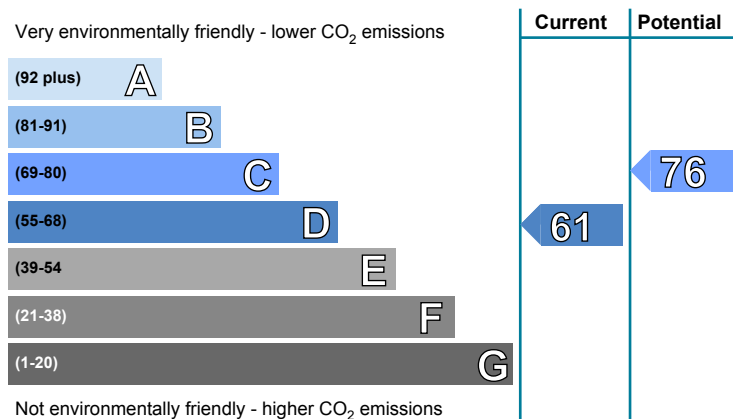 Very environmentally friendly - lower CO2 emissions
Current
Potential
(92 plus) A
(81-91) B
(69-80) C
76
(55-68) D
61
(39-54 E
(21-38) F
(1-20) G
Not environmentally friendly - higher CO2 emissions